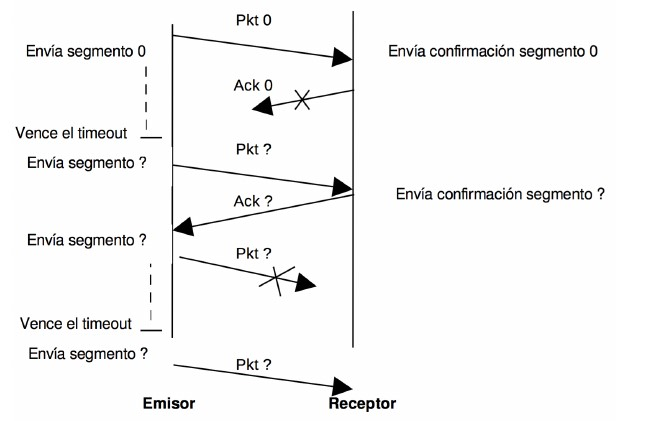 Pkt 0
Envía segmento 0
Envía confirmación segmento 0
Ack 0
Vence el timeout
Pkt ?
Envía segmento ?
Envía confirmación segmento ?
Ack ?
Envía segmento ?
Pkt ?
Vence el timeout
Envía segmento ?
Pkt ?
Emisor
Receptor